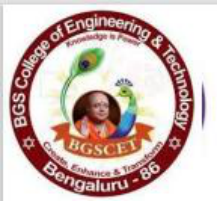 BGS College of Engineering & Technology
Knowledge is Power
BGSCET
Create, Enhance & Transform
Bengaluru - 86